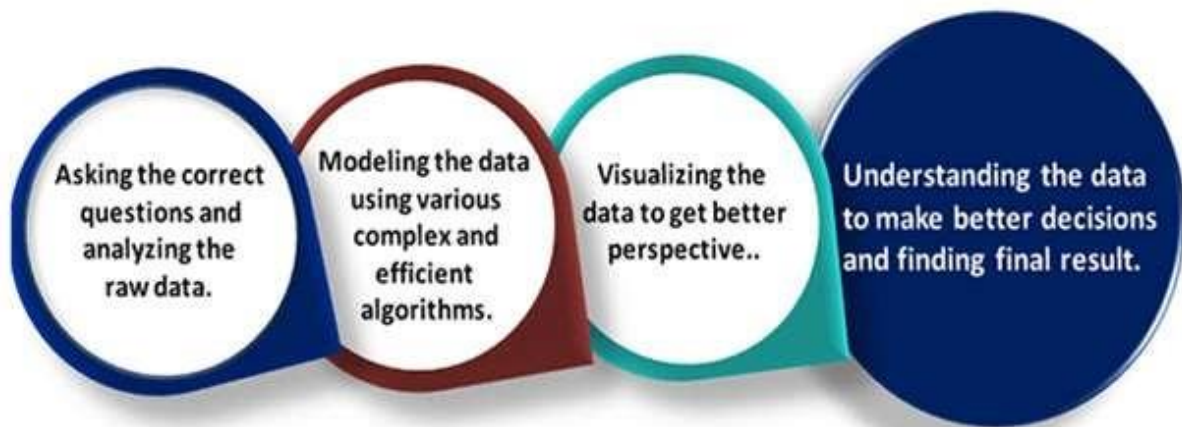 Asking the correct
questions and
analyzing the
raw data.
Modeling the data
using various
complex and
efficient
algorithms.
Visualizing the
data to get better
perspective..
Understanding the data
to make better decisions
and finding final result.